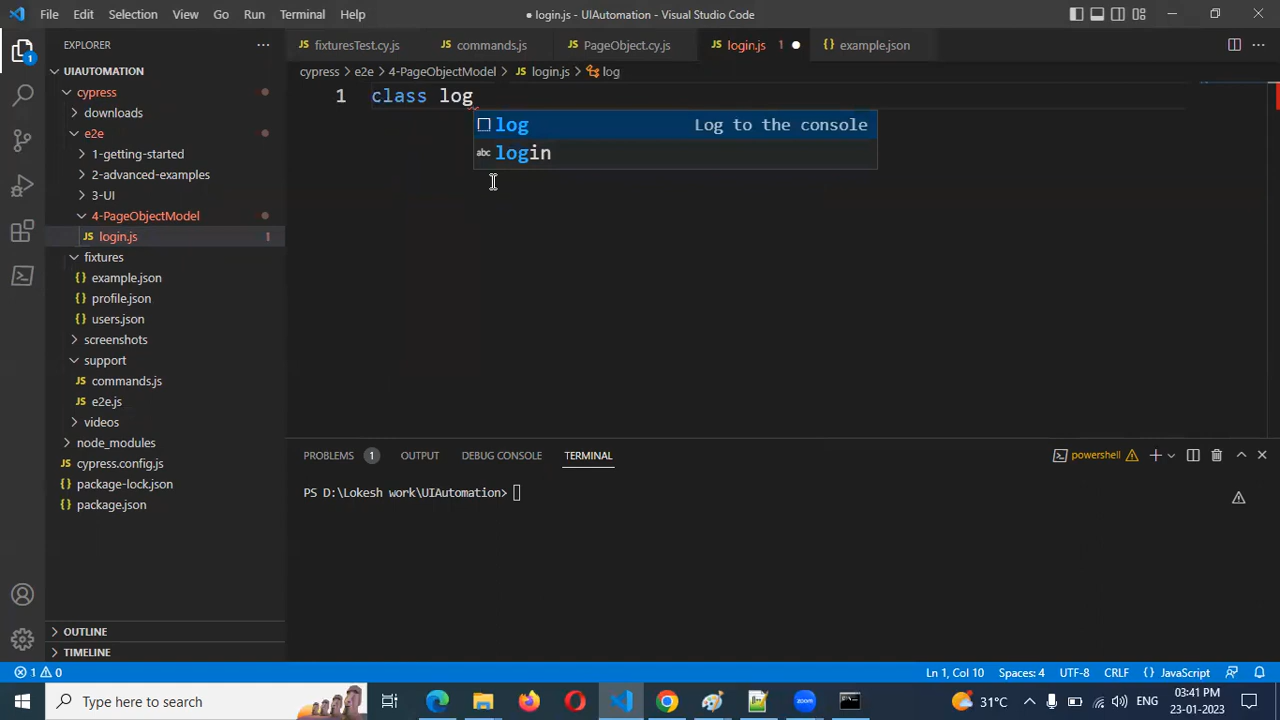 File Edit Selection View Go Run Terminal Help
● login.js - UIAutomation - Visual Studio Code
EXPLORER
fixturesTest.cy.js
commands.js
PageObject.cy.js
login.js 1
example.json
UIAUTOMATION
cypress > e2e > 4-PageObjectModel > JS login.js > log
cypress
downloads
e2e
1-getting-started
2-advanced-examples
3-UI
4-PageObjectModel
JS login.js 1
fixtures
{} example.json
{} profile.json
{} users.json
screenshots
support
JS commands.js
JS e2e.js
videos
node_modules
{} cypress.config.js
{} package-lock.json
{} package.json
OUTLINE
TIMELINE
1 class log
log Log to the console
abc login
PROBLEMS 1 OUTPUT DEBUG CONSOLE TERMINAL
powershell
PS D:\Lokesh work\UIAutomation>
1 0
Ln 1, Col 10 Spaces: 4 UTF-8 CRLF {} JavaScript
Type here to search
zoom
31°C
ENG
03:41 PM
23-01-2023